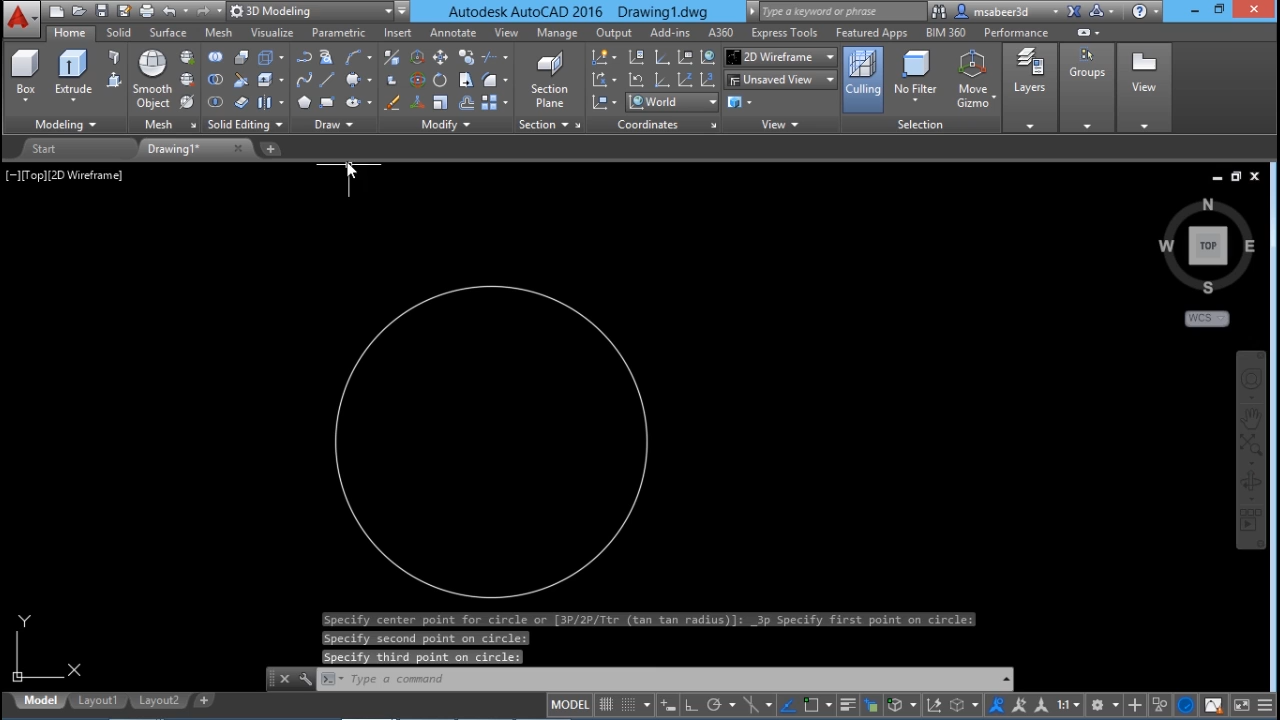 3D Modeling
Autodesk AutoCAD 2016 Drawing1.dwg
Type a keyword or phrase
msabeer3d
Home Solid Surface Mesh Visualize Parametric Insert Annotate View Manage Output Add-ins A360 Express Tools Featured Apps BIM 360 Performance
Box
Extrude
Smooth
Object
Section
Plane
World
2D Wireframe
Unsaved View
Culling
No Filter
Move
Gizmo
Layers
Groups
View
Modeling Mesh Solid Editing Draw Modify Section Coordinates View Selection
Start Drawing1*
[−][Top][2D Wireframe]
N
W TOP E
S
WCS
Specify center point for circle or [3P/2P/Ttr (tan tan radius)]: _3p Specify first point on circle:
Specify second point on circle:
Specify third point on circle:
Y
X
Type a command
Model Layout1 Layout2
MODEL
1:1